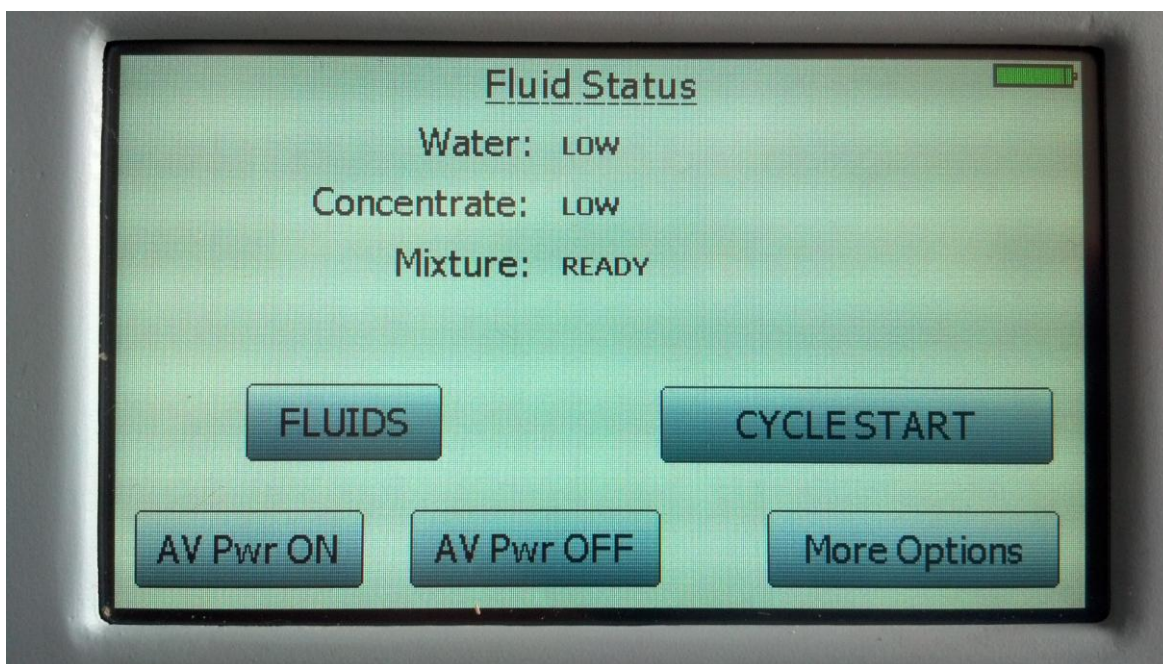 Fluid Status
Water: LOW
Concentrate: LOW
Mixture: READY
FLUIDS
CYCLE START
AV Pwr ON
AV Pwr OFF
More Options